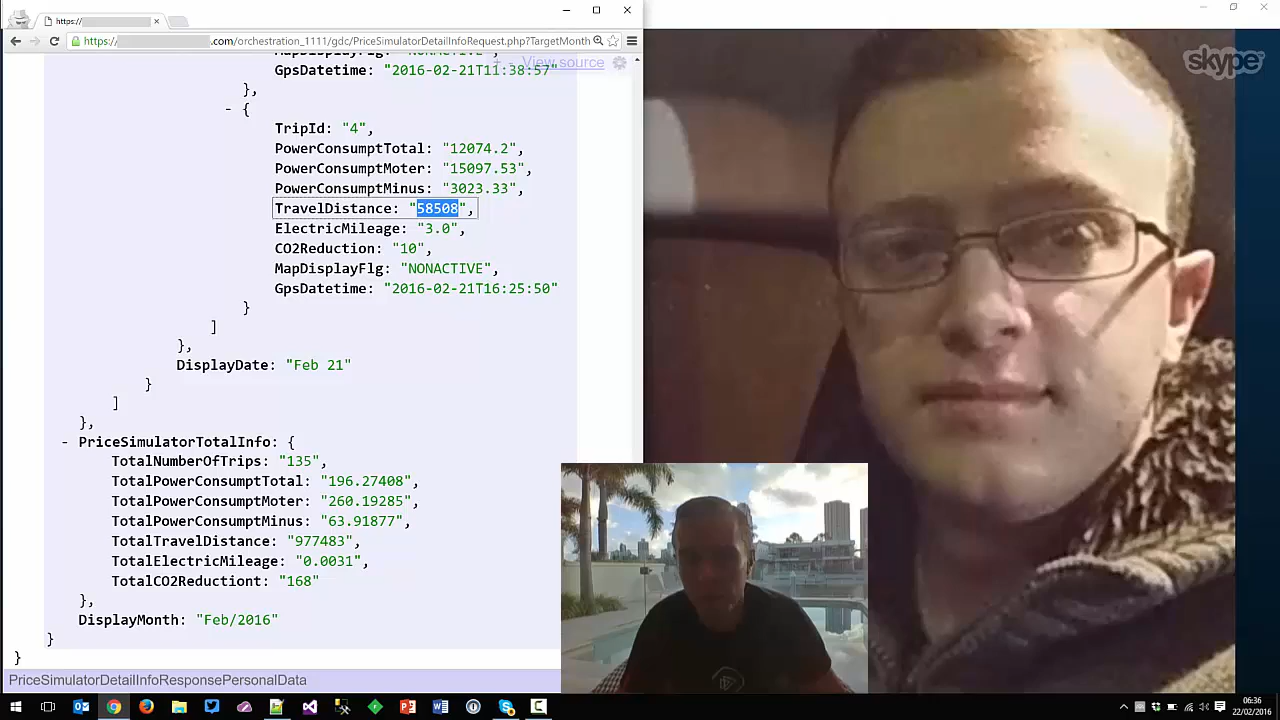 https://
https:// .com/orchestration_1111/gdc/PriceSimulatorDetailInfoRequest.php?TargetMonth
View source
GpsDatetime: "2016-02-21T11:38:57"
},
- {
TripId: "4",
PowerConsumptTotal: "12074.2",
PowerConsumptMoter: "15097.53",
PowerConsumptMinus: "3023.33",
TravelDistance: "58508",
ElectricMileage: "3.0",
CO2Reduction: "10",
MapDisplayFlg: "NONACTIVE",
GpsDatetime: "2016-02-21T16:25:50"
}
]
},
DisplayDate: "Feb 21"
}
]
},
- PriceSimulatorTotalInfo: {
TotalNumberOfTrips: "135",
TotalPowerConsumptTotal: "196.27408",
TotalPowerConsumptMoter: "260.19285",
TotalPowerConsumptMinus: "63.91877",
TotalTravelDistance: "977483",
TotalElectricMileage: "0.0031",
TotalCO2Reductiont: "168"
},
DisplayMonth: "Feb/2016"
}
}
PriceSimulatorDetailInfoResponsePersonalData
skype
06:36
22/02/2016